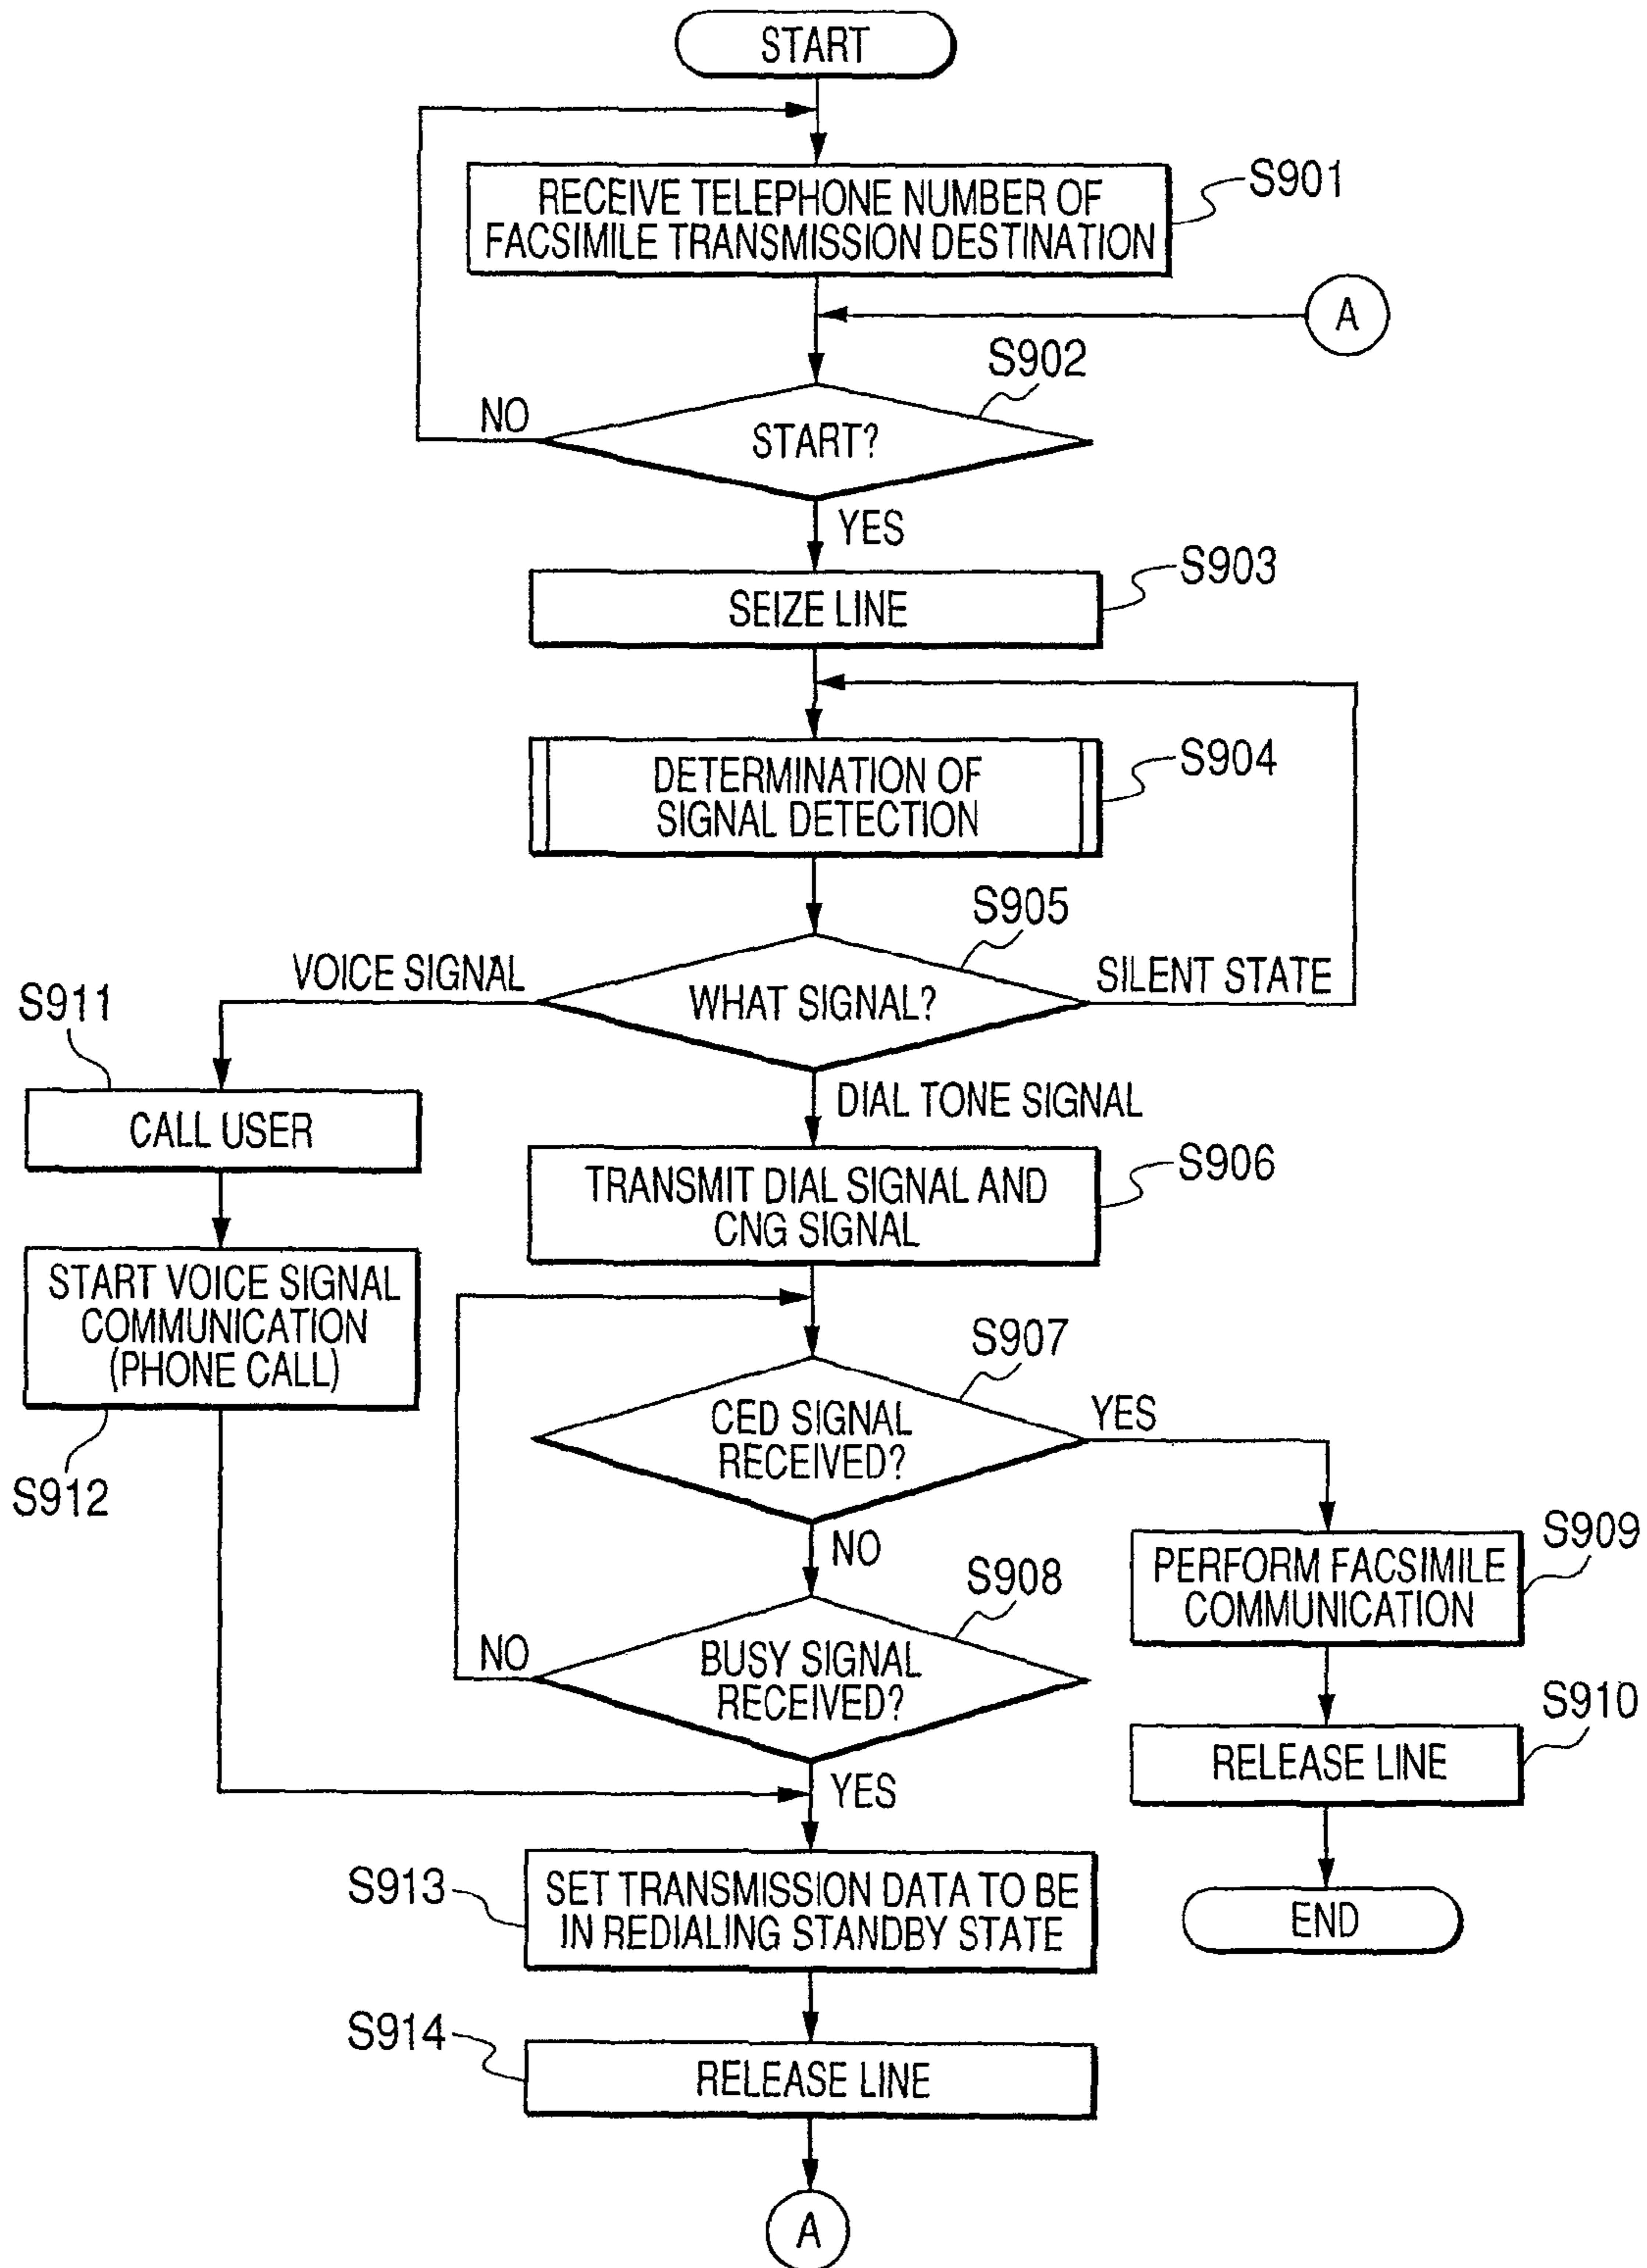 START
RECEIVE TELEPHONE NUMBER OF
FACSIMILE TRANSMISSION DESTINATION
S901
A
S902
START?
NO
YES
SEIZE LINE
S903
DETERMINATION OF
SIGNAL DETECTION
S904
S905
WHAT SIGNAL?
VOICE SIGNAL
SILENT STATE
S911
CALL USER
DIAL TONE SIGNAL
TRANSMIT DIAL SIGNAL AND
CNG SIGNAL
S906
START VOICE SIGNAL
COMMUNICATION
(PHONE CALL)
S912
S907
CED SIGNAL
RECEIVED?
YES
NO
S909
PERFORM FACSIMILE
COMMUNICATION
S908
BUSY SIGNAL
RECEIVED?
NO
YES
S910
RELEASE LINE
END
S913
SET TRANSMISSION DATA TO BE
IN REDIALING STANDBY STATE
S914
RELEASE LINE
A